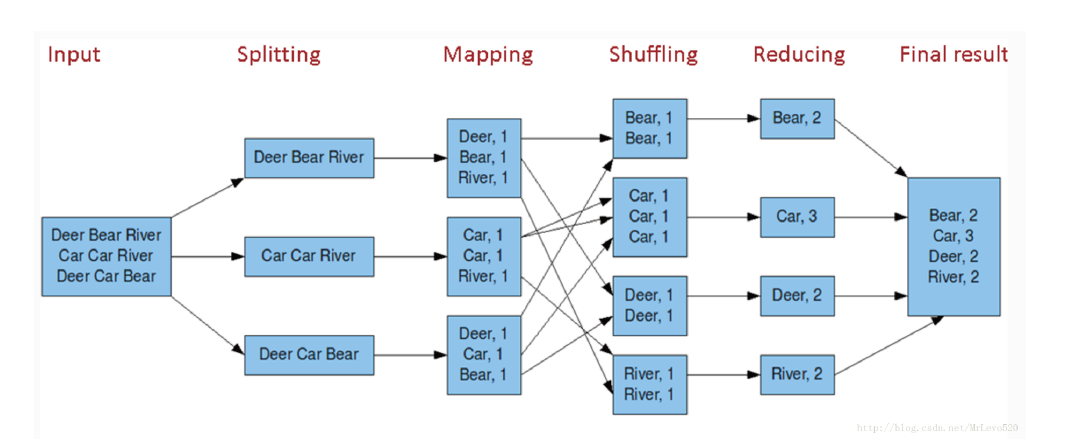 Input
Splitting
Mapping
Shuffling
Reducing
Final result
Deer Bear River
Car Car River
Deer Car Bear
Deer Bear River
Car Car River
Deer Car Bear
Deer, 1
Bear, 1
River, 1
Car, 1
Car, 1
River, 1
Deer, 1
Car, 1
Bear, 1
Bear, 1
Bear, 1
Car, 1
Car, 1
Car, 1
Deer, 1
Deer, 1
River, 1
River, 1
Bear, 2
Car, 3
Deer, 2
River, 2
Bear, 2
Car, 3
Deer, 2
River, 2
http://blog.csdn.net/MrLevo520